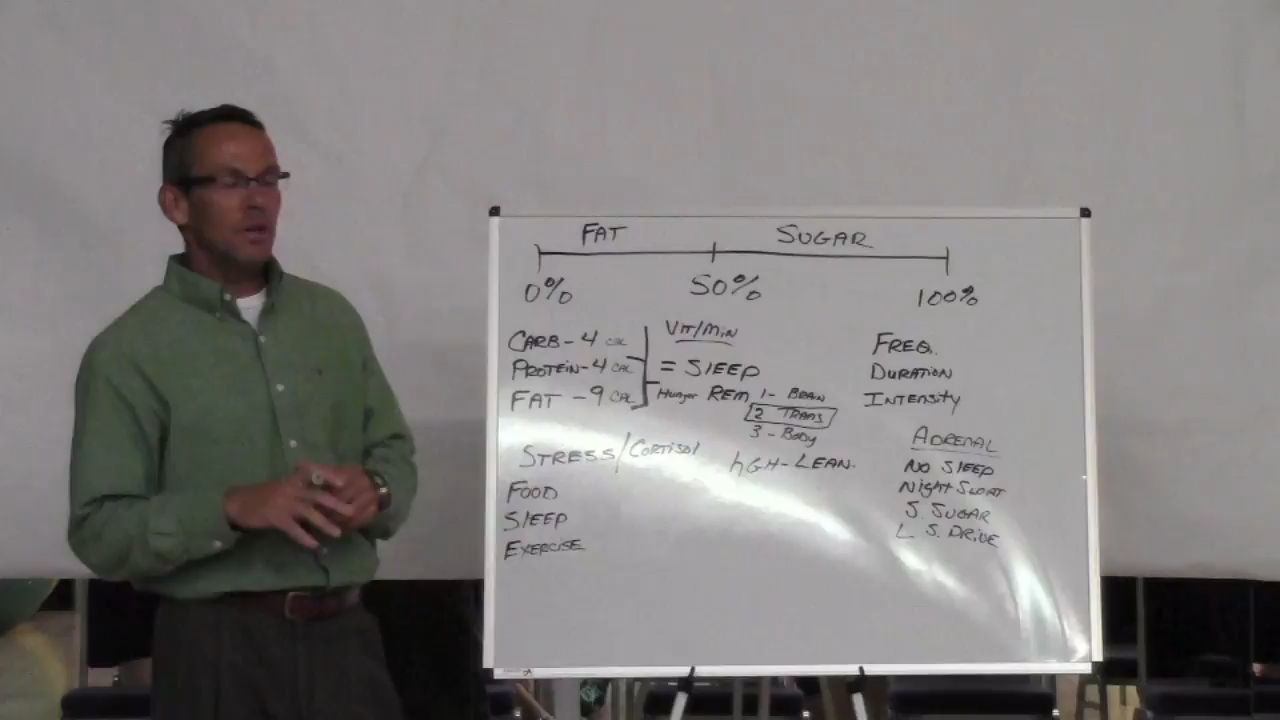 FAT SUGAR
0% 50% 100%
VIT/MIN
CARB-4 CAL
PROTEIN-4 CAL = SLEEP
FAT -9 CAL Hunger REM 1- BRAIN
2 TRANS
3-Body
FREQ.
DURATION
INTENSITY
STRESS/CORTISOL HGH-LEAN.
FOOD
SLEEP
EXERCISE
ADRENAL
NO SLEEP
NIGHT SWEAT
S SUGAR
L S. DRIVE